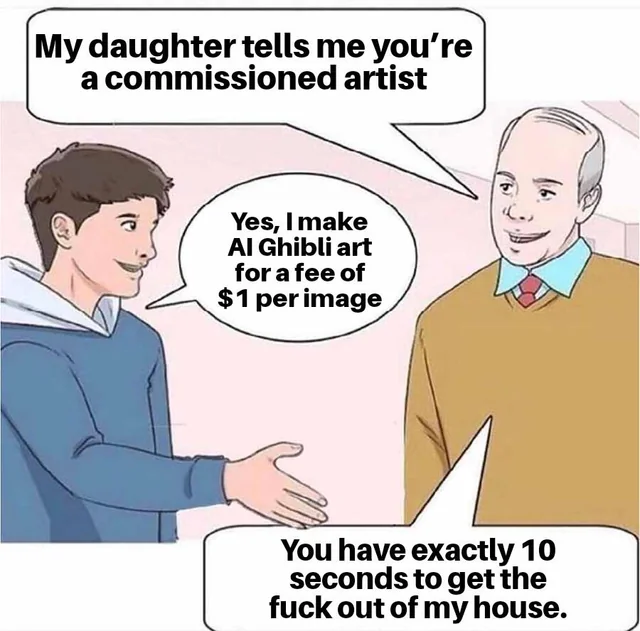 My daughter tells me you’re
a commissioned artist
Yes, I make
AI Ghibli art
for a fee of
$1 per image
You have exactly 10
seconds to get the
fuck out of my house.